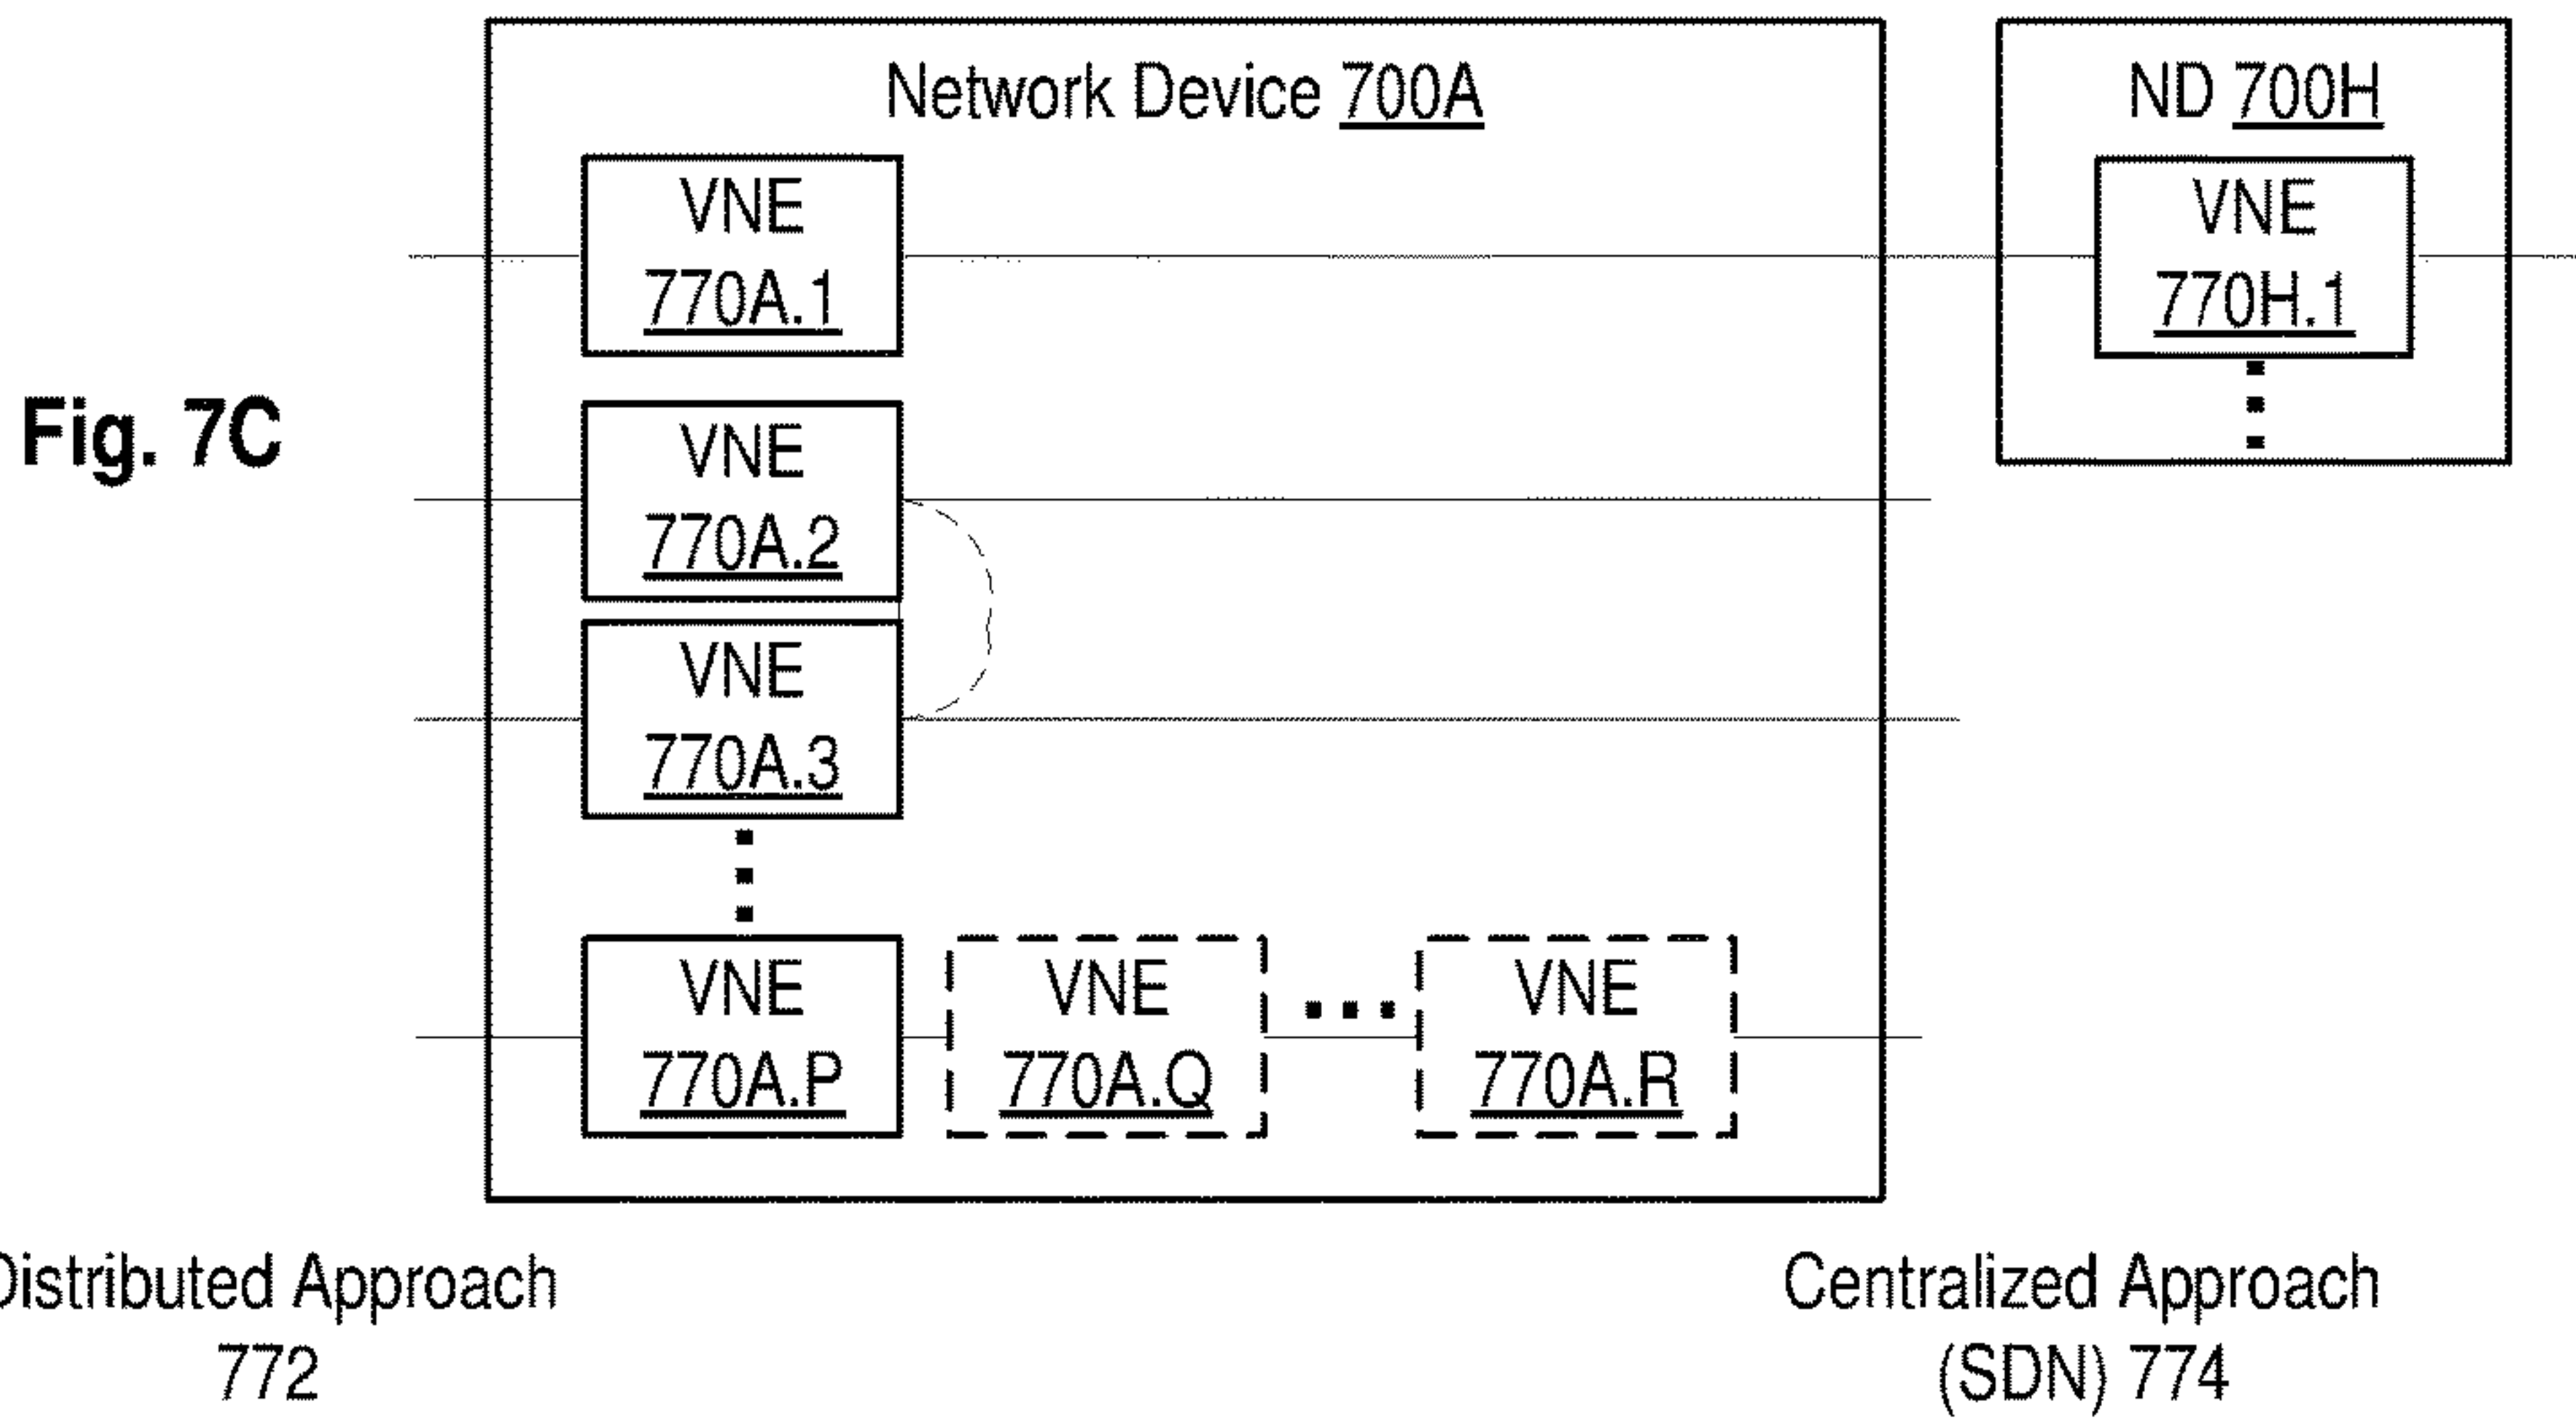 Network Device 700A
ND 700H
VNE
770A.1
VNE
770H.1
Fig. 7C
VNE
770A.2
VNE
770A.3
VNE
770A.P
VNE
770A.Q
VNE
770A.R
Distributed Approach
772
Centralized Approach
(SDN) 774